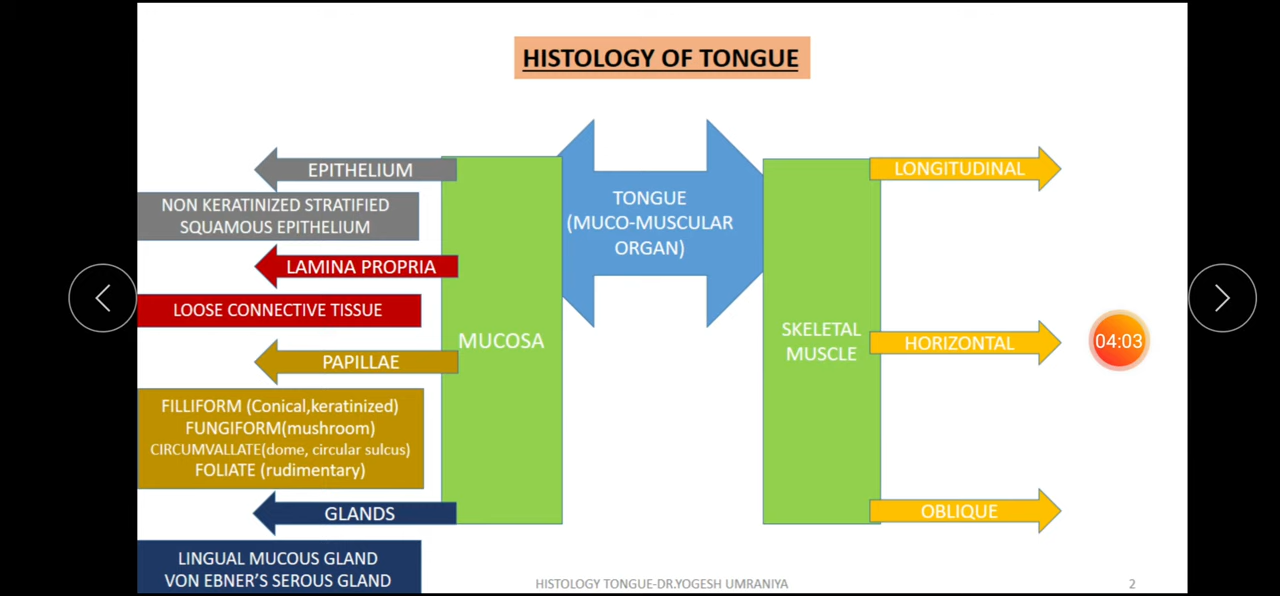 HISTOLOGY OF TONGUE
EPITHELIUM
NON KERATINIZED STRATIFIED
SQUAMOUS EPITHELIUM
LAMINA PROPRIA
LOOSE CONNECTIVE TISSUE
PAPILLAE
FILLIFORM (Conical,keratinized)
FUNGIFORM(mushroom)
CIRCUMVALLATE(dome, circular sulcus)
FOLIATE (rudimentary)
GLANDS
LINGUAL MUCOUS GLAND
VON EBNER'S SEROUS GLAND
MUCOSA
TONGUE
(MUCO-MUSCULAR
ORGAN)
SKELETAL
MUSCLE
LONGITUDINAL
HORIZONTAL
OBLIQUE
04:03
HISTOLOGY TONGUE-DR.YOGESH UMRANIYA
2